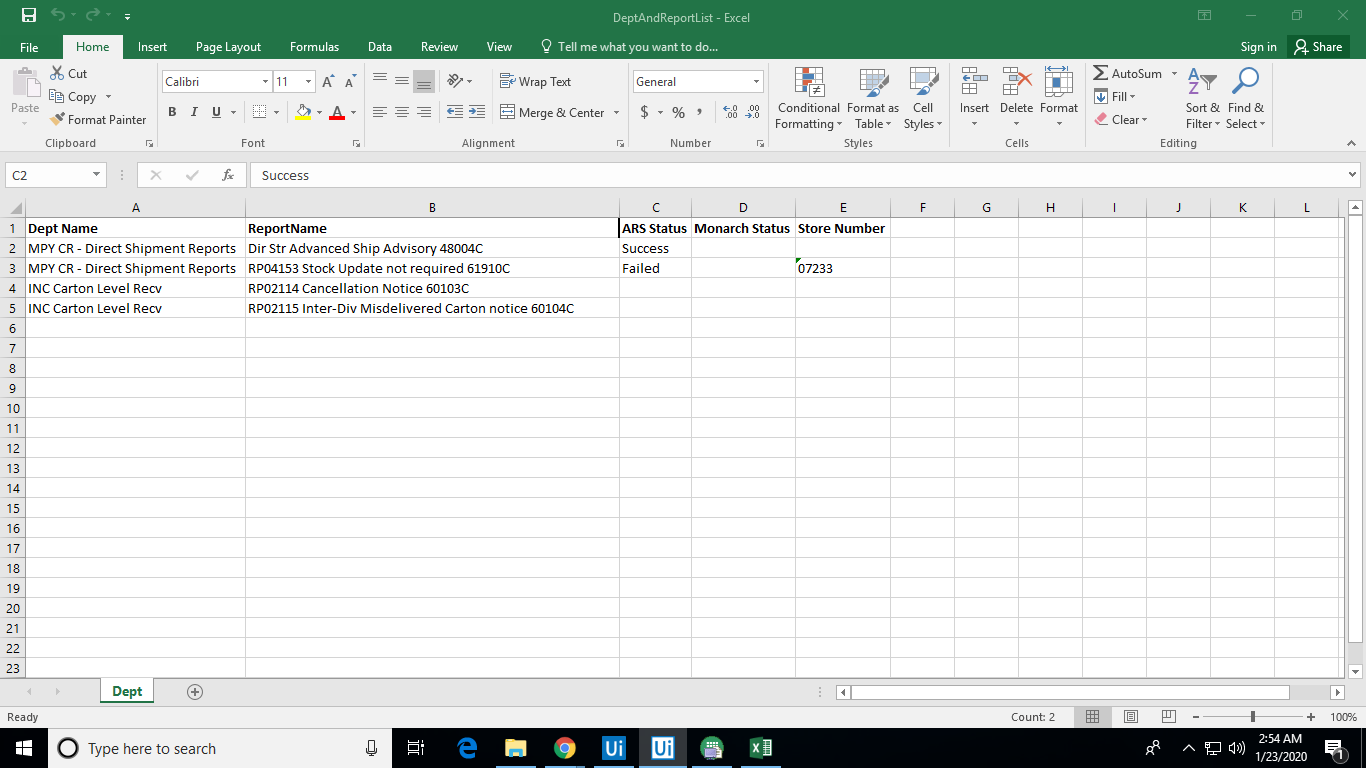 DeptAndReportList - Excel
File Home Insert Page Layout Formulas Data Review View Tell me what you want to do... Sign in Share
Paste Cut Copy Format Painter Clipboard
Calibri 11 B I U A Font
Wrap Text Merge & Center Alignment
General $ % , Number
Conditional Formatting Format as Table Cell Styles Styles
Insert Delete Format Cells
AutoSum Fill Clear Sort & Filter Find & Select Editing
C2 fx Success
A B C D E F G H I J K L
1 Dept Name ReportName ARS Status Monarch Status Store Number
2 MPY CR - Direct Shipment Reports Dir Str Advanced Ship Advisory 48004C Success
3 MPY CR - Direct Shipment Reports RP04153 Stock Update not required 61910C Failed 07233
4 INC Carton Level Recv RP02114 Cancellation Notice 60103C
5 INC Carton Level Recv RP02115 Inter-Div Misdelivered Carton notice 60104C
6
7
8
9
10
11
12
13
14
15
16
17
18
19
20
21
22
23
Dept
Ready Count: 2 100%
Type here to search Ui Ui 2:54 AM
1/23/2020 1